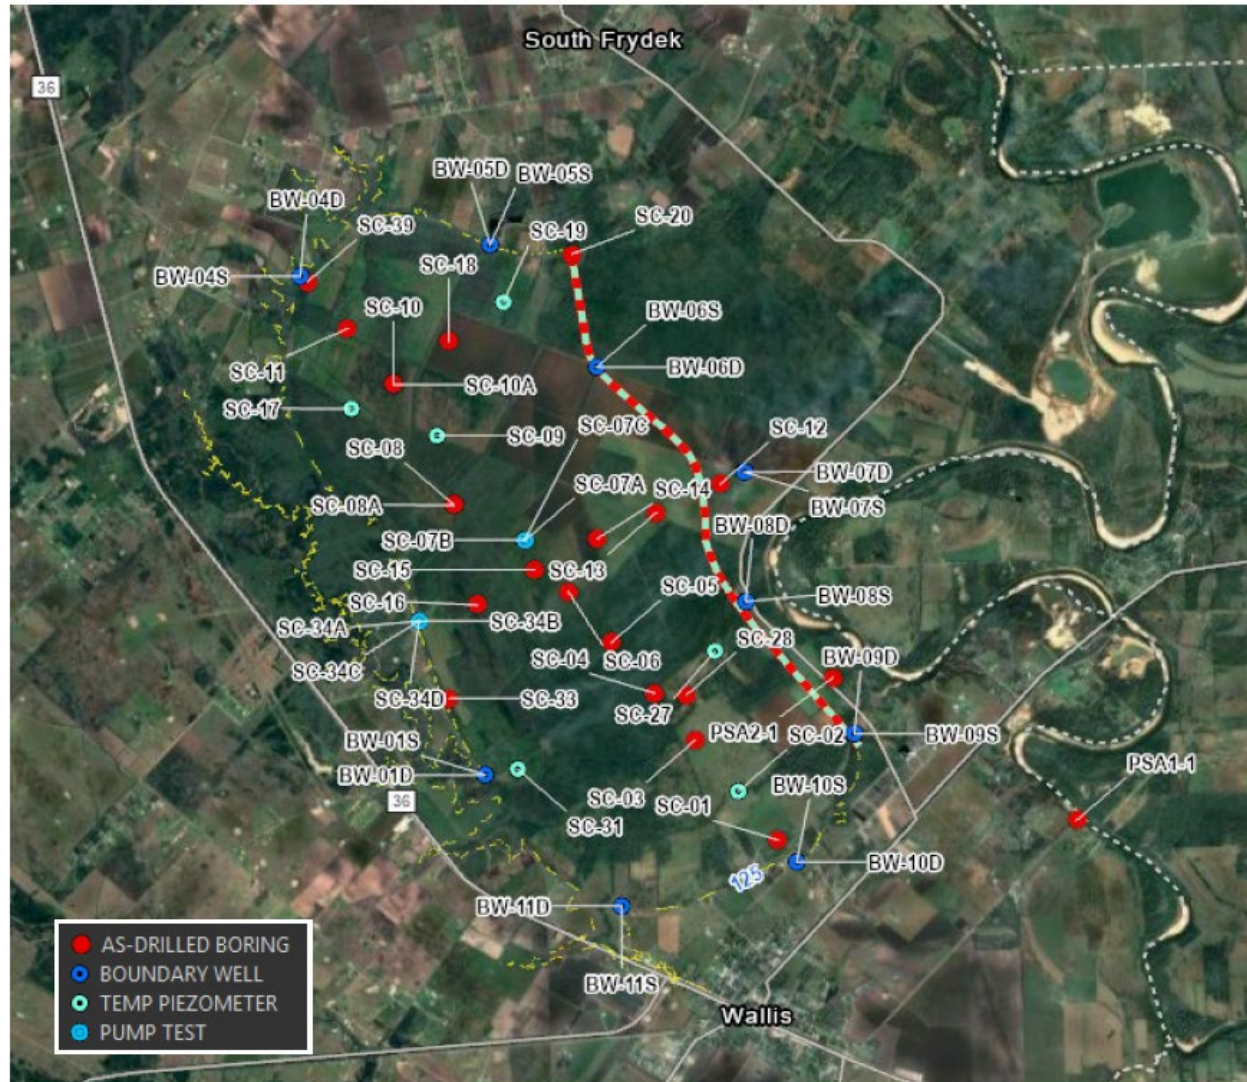 South Frydek
36
BW-05D
BW-05S
BW-04D
SC-39
SC-19
SC-20
BW-04S
SC-18
SC-10
BW-06S
SC-11
SC-10A
BW-06D
SC-17
SC-07C
SC-08
SC-09
SC-12
SC-07A
SC-14
BW-07D
SC-08A
BW-07S
BW-08D
SC-07B
SC-15
SC-13
SC-05
SC-16
BW-08S
SC-34A
SC-34B
SC-28
SC-34C
SC-04
SC-06
BW-09D
SC-34D
SC-33
SC-27
PSA2-1
SC-02
BW-09S
BW-01S
BW-01D
PSA1-1
BW-10S
36
SC-03
SC-01
SC-31
BW-10D
125
BW-11D
BW-11S
Wallis
AS-DRILLED BORING
BOUNDARY WELL
TEMP PIEZOMETER
PUMP TEST